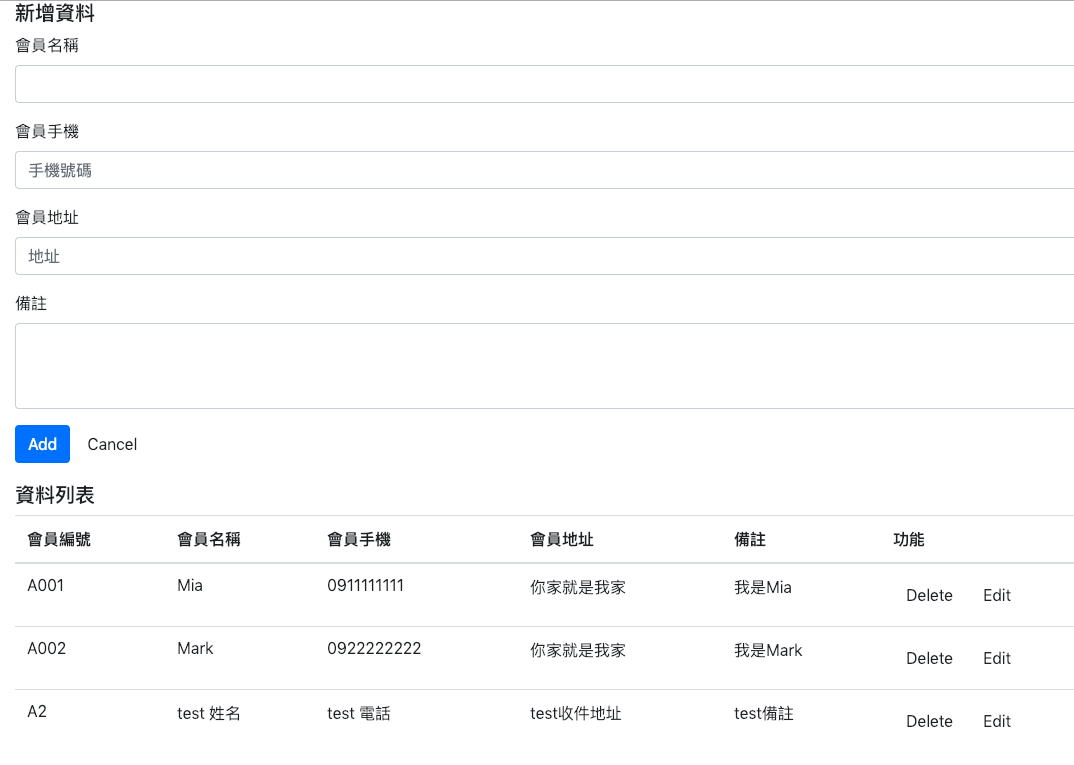 新增資料
會員名稱
會員手機
手機號碼
會員地址
地址
備註
Add Cancel
資料列表
會員編號 會員名稱 會員手機 會員地址 備註 功能
A001 Mia 0911111111 你家就是我家 我是Mia Delete Edit
A002 Mark 0922222222 你家就是我家 我是Mark Delete Edit
A2 test 姓名 test 電話 test收件地址 test備註 Delete Edit